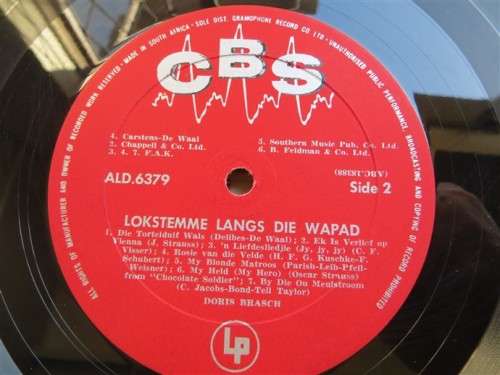 MADE IN SOUTH AFRICA - SOLE DIST. GRAMOPHONE RECORD CO LTD. - UNAUTHORISED PUBLIC PERFORMANCE, BROADCASTING AND COPYING OF RECORD PROHIBITED
ALL RIGHTS OF MANUFACTURER AND OWNER OF RECORDED WORK RESERVED
CBS
1. Carstens-De Waal
2. Chappell & Co. Ltd.
3. 4. 7. F.A.K.
5. Southern Music Pub. Co. Ltd.
6. B. Feldman & Co. Ltd.
ALD.6379
Side 2
LOKSTEMME LANGS DIE WAPAD
1. Die Tortelduif Wals (Delibes-De Waal) : 2. Ek Is Verlief op
Vienna (J. Strauss) : 3. 'n Liefdesliedjie (Jy, jy, jy) (C. F.
Visser) : 4. Rosie van die Velde (H. F. G. Kuschke-F.
Schubert) : 5. My Blonde Matroos (Parish-Leih-Pfeil-
Weisner) : 6. My Held (My Hero) (Oscar Strauss)
from "Chocolate Soldier" : 7. By Die Ou Meulstroom
(C. Jacobs-Bond-Tell Taylor)
DORIS BRASCH
LP